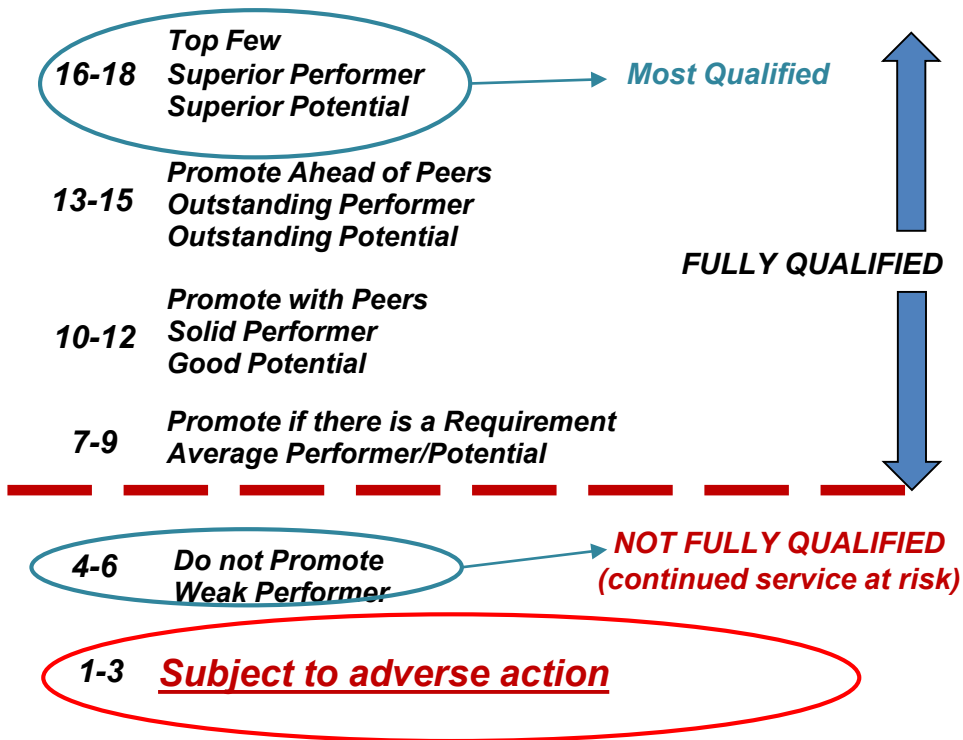 Top Few
16-18 Superior Performer
Superior Potential
Most Qualified
Promote Ahead of Peers
13-15 Outstanding Performer
Outstanding Potential
FULLY QUALIFIED
Promote with Peers
10-12 Solid Performer
Good Potential
7-9 Promote if there is a Requirement
Average Performer/Potential
4-6 Do not Promote
Weak Performer
NOT FULLY QUALIFIED
(continued service at risk)
1-3 Subject to adverse action